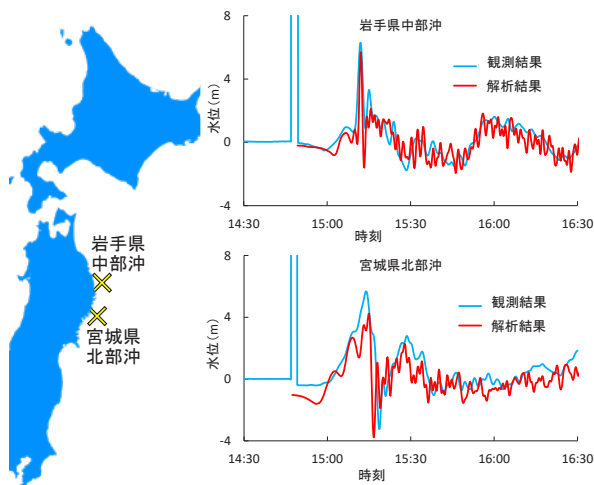 岩手県
中部沖
宮城県
北部沖
岩手県中部沖
観測結果
解析結果
水位(m)
8
4
0
-4
14:30
15:00
15:30
16:00
16:30
時刻
宮城県北部沖
観測結果
解析結果
水位(m)
8
4
0
-4
14:30
15:00
15:30
16:00
16:30
時刻